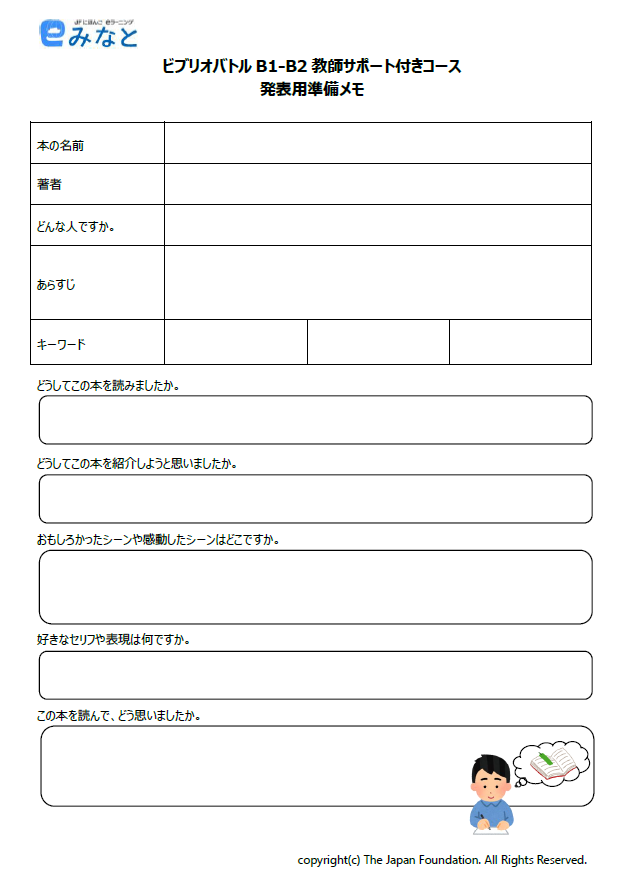 JFにほんご eラーニング
eみなと
ビブリオバトル B1-B2 教師サポート付きコース
発表用準備メモ
本の名前
著者
どんな人ですか。
あらすじ
キーワード
どうしてこの本を読みましたか。
どうしてこの本を紹介しようと思いましたか。
おもしろかったシーンや感動したシーンはどこですか。
好きなセリフや表現は何ですか。
この本を読んで、どう思いましたか。
copyright(c) The Japan Foundation. All Rights Reserved.